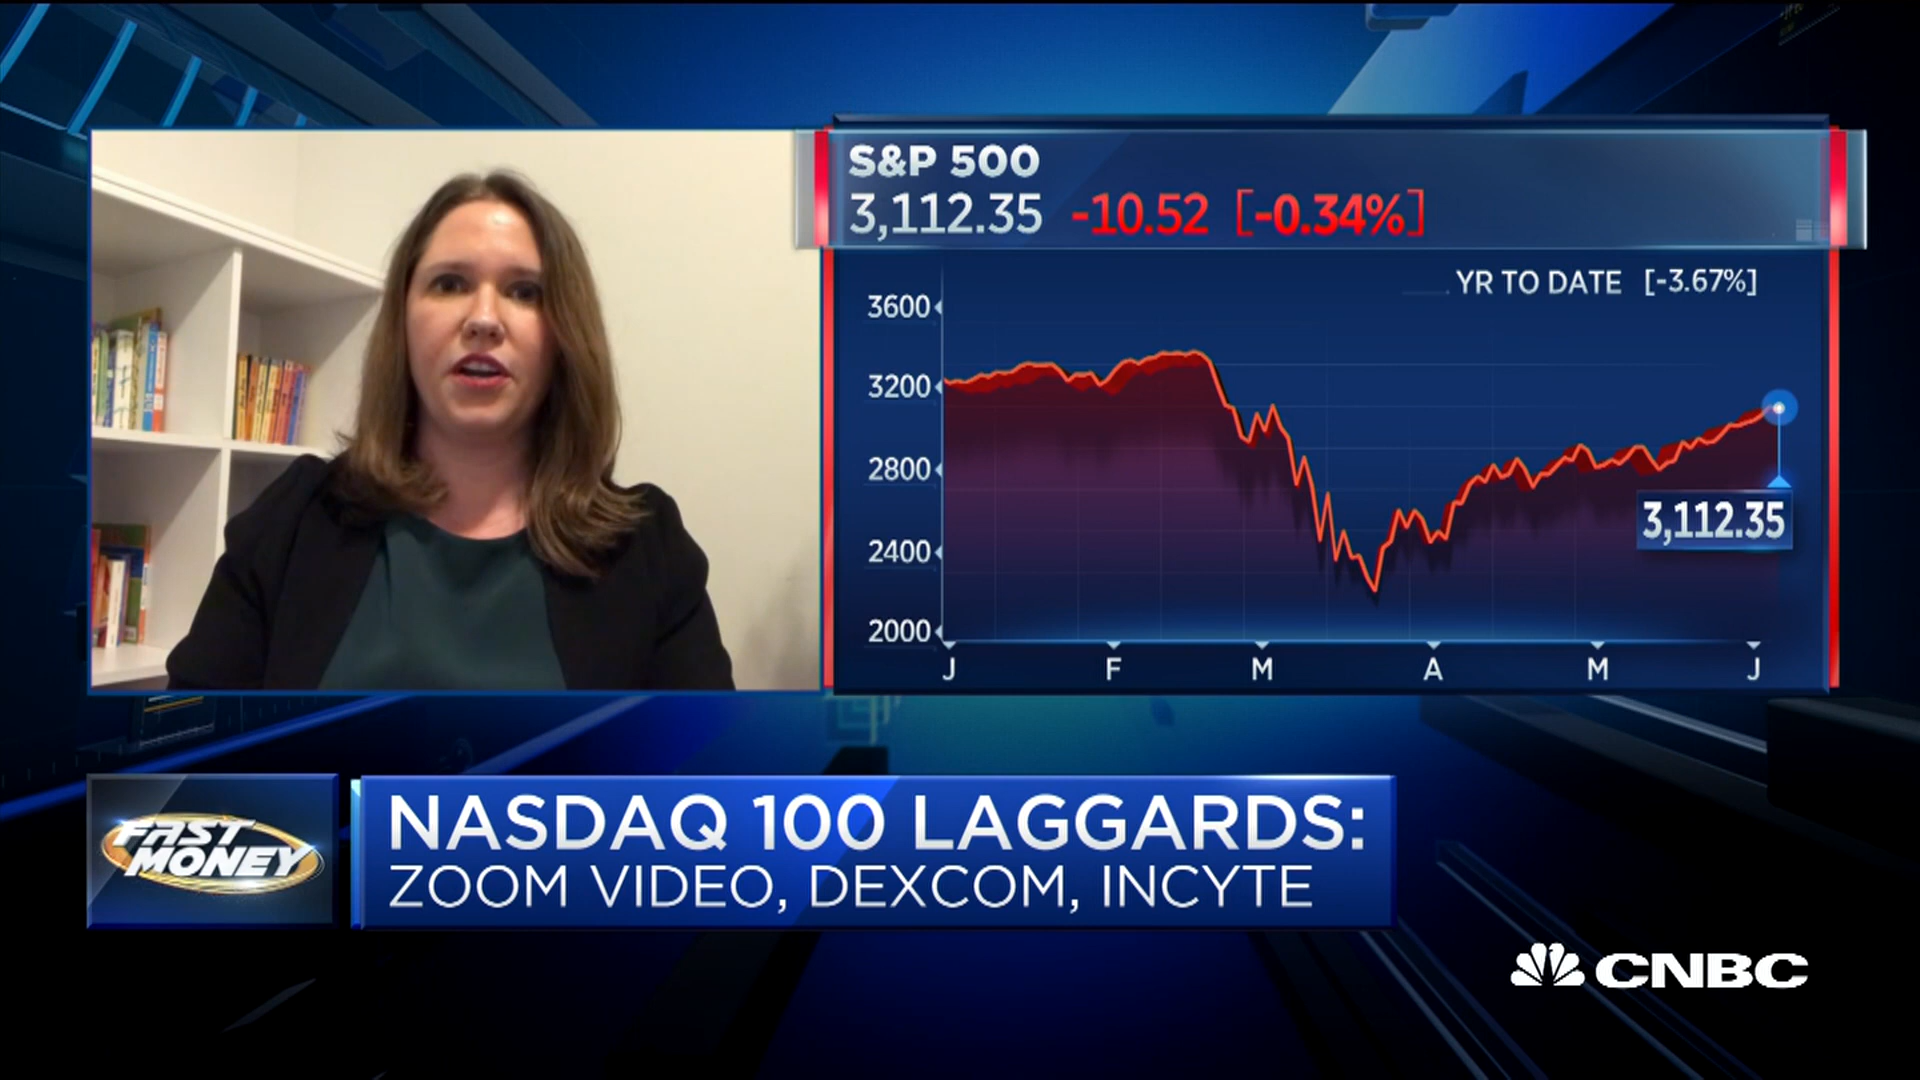 S&P 500
3,112.35 -10.52 [-0.34%]
YR TO DATE [-3.67%]
3600
3200
2800
2400
2000
3,112.35
J F M A M J
FAST
MONEY
NASDAQ 100 LAGGARDS:
ZOOM VIDEO, DEXCOM, INCYTE
CNBC